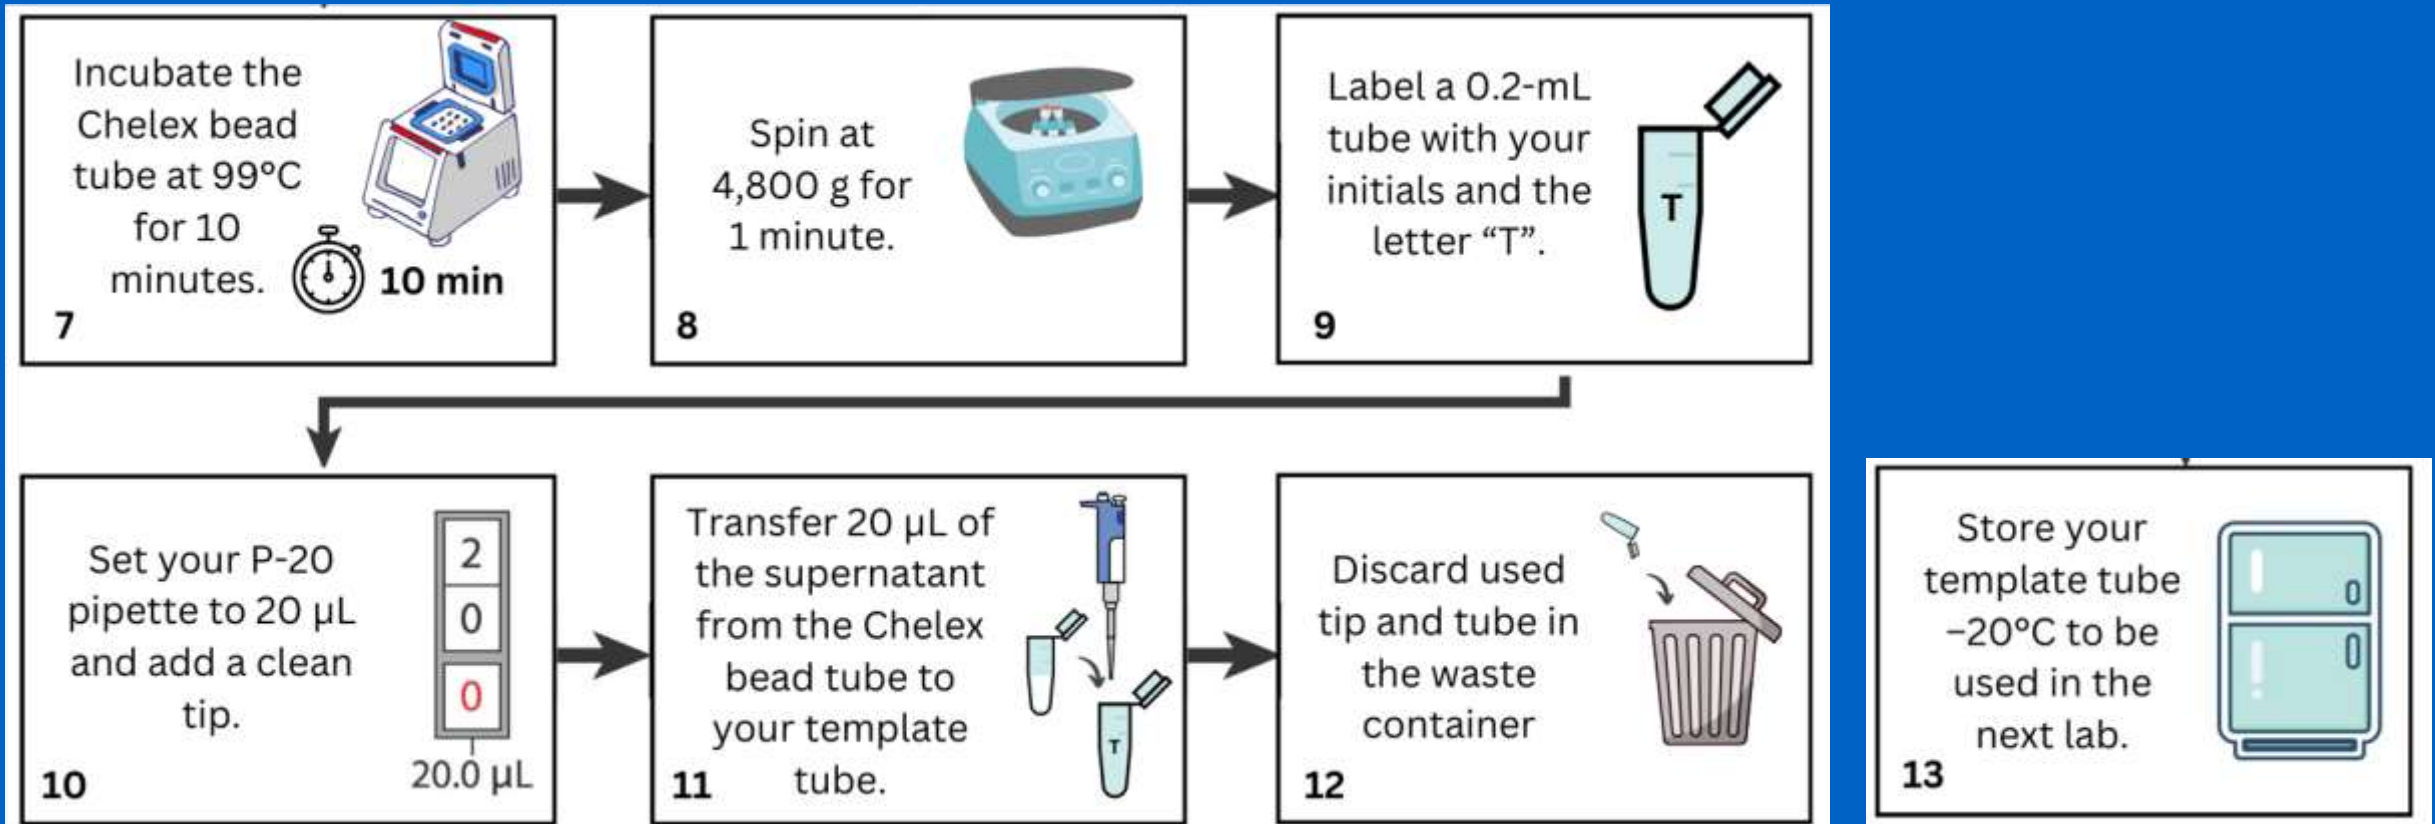 Incubate the
Chelex bead
tube at 99°C
for 10
minutes.
10 min
7
Spin at
4,800 g for
1 minute.
8
Label a 0.2-mL
tube with your
initials and the
letter “T”.
T
9
Set your P-20
pipette to 20 µL
and add a clean
tip.
2
0
0
20.0 µL
10
Transfer 20 µL of
the supernatant
from the Chelex
bead tube to
your template
tube.
T
11
Discard used
tip and tube in
the waste
container
12
Store your
template tube
−20°C to be
used in the
next lab.
13